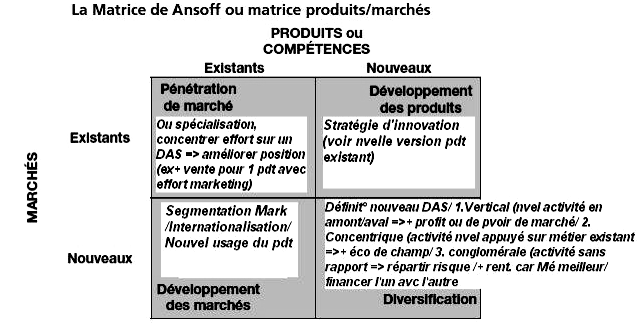 La Matrice de Ansoff ou matrice produits/marchés
PRODUITS ou
COMPÉTENCES
Existants
Nouveaux
Pénétration
de marché
Développement
des produits
Existants
Ou spécialisation,
concentrer effort sur un
DAS => améliorer position
(ex+ vente pour 1 pdt avec
effort marketing)
Stratégie d'innovation
(voir nvelle version pdt
existant)
MARCHÉS
Nouveaux
Segmentation Mark
/Internationalisation/
Nouvel usage du pdt
Développement
des marchés
Définit° nouveau DAS/ 1.Vertical (nvel activité en
amont/aval =>+ profit ou de pvoir de marché/ 2.
Concentrique (activité nvel appuyé sur métier existant
=>+ éco de champ/ 3. conglomérale (activité sans
rapport => répartir risque /+ rent. car Mé meilleur/
financer l'un avc l'autre
Diversification